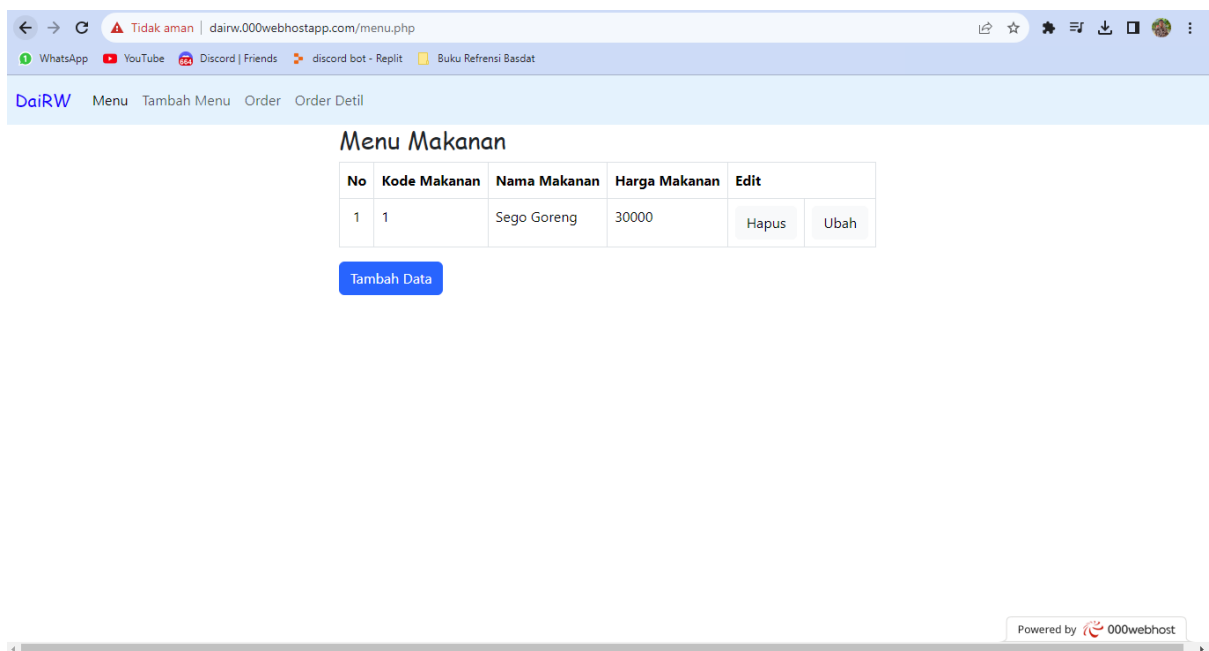 Tidak aman | dairw.000webhostapp.com/menu.php
WhatsApp YouTube 664 Discord | Friends discord bot - Replit Buku Refrensi Basdat
DaiRW Menu Tambah Menu Order Order Detil
Menu Makanan
No Kode Makanan Nama Makanan Harga Makanan Edit
1 1 Sego Goreng 30000 Hapus Ubah
Tambah Data
Powered by 000webhost